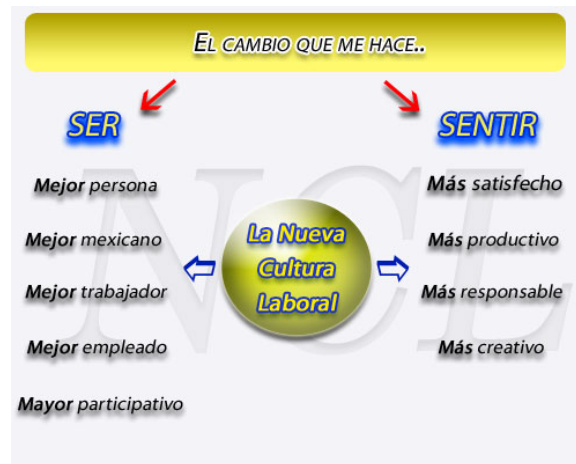 EL CAMBIO QUE ME HACE..
SER
SENTIR
Mejor persona
Más satisfecho
Mejor mexicano
La Nueva
Cultura
Laboral
Más productivo
Mejor trabajador
Más responsable
Mejor empleado
Más creativo
Mayor participativo
NCL